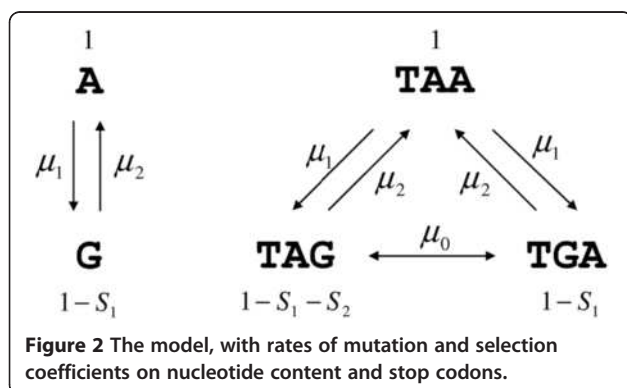 1 1
A TAA
μ₁ μ₂ μ₁ μ₂ μ₂ μ₁
G TAG μ₀ TGA
1 − S₁ 1 − S₁ − S₂ 1 − S₁
Figure 2 The model, with rates of mutation and selection
coefficients on nucleotide content and stop codons.